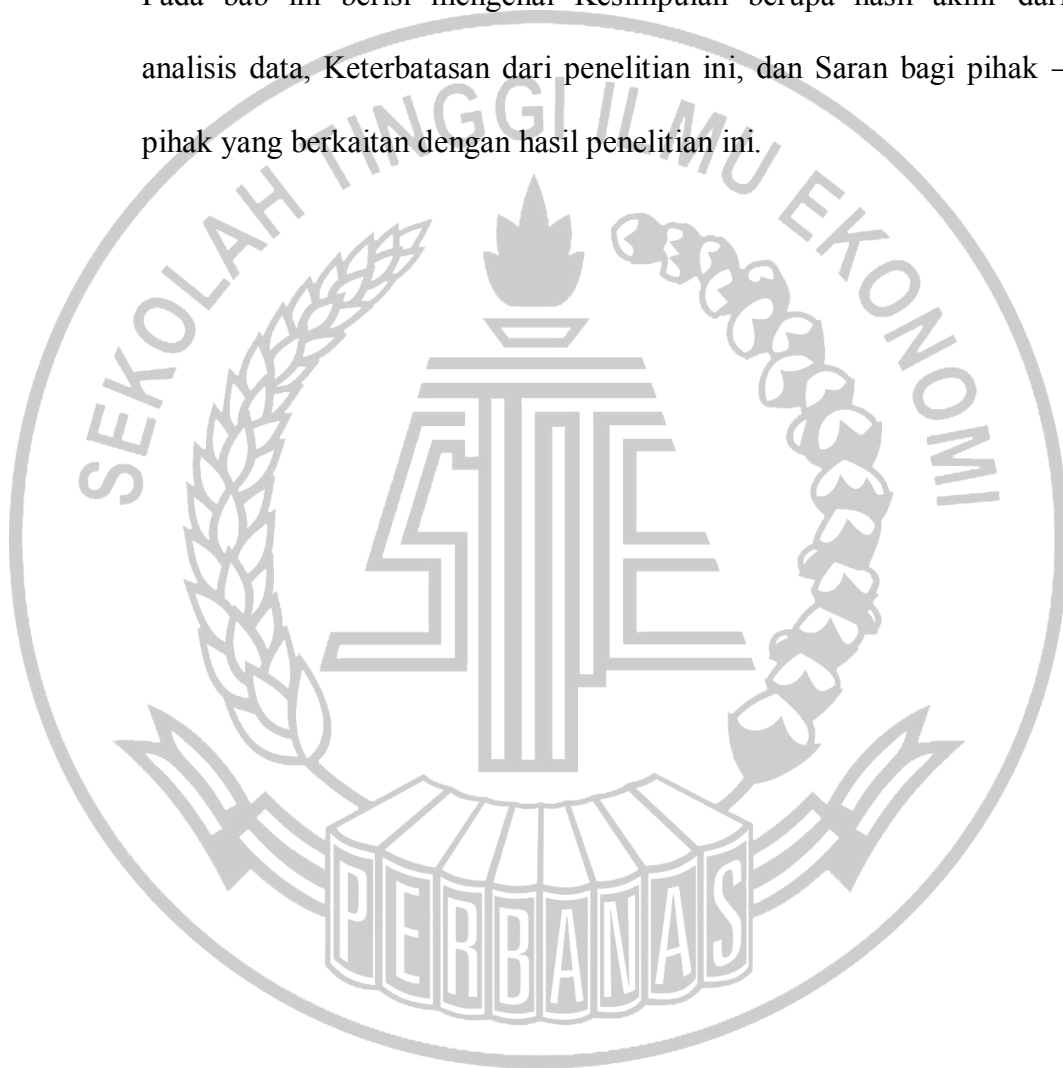 Pada bab ini berisi mengenai Kesimpulan berupa hasil akhir dari
analisis data, Keterbatasan dari penelitian ini, dan Saran bagi pihak –
pihak yang berkaitan dengan hasil penelitian ini.
SEKOLAH TINGGI ILMU EKONOMI
STIE
PERBANAS